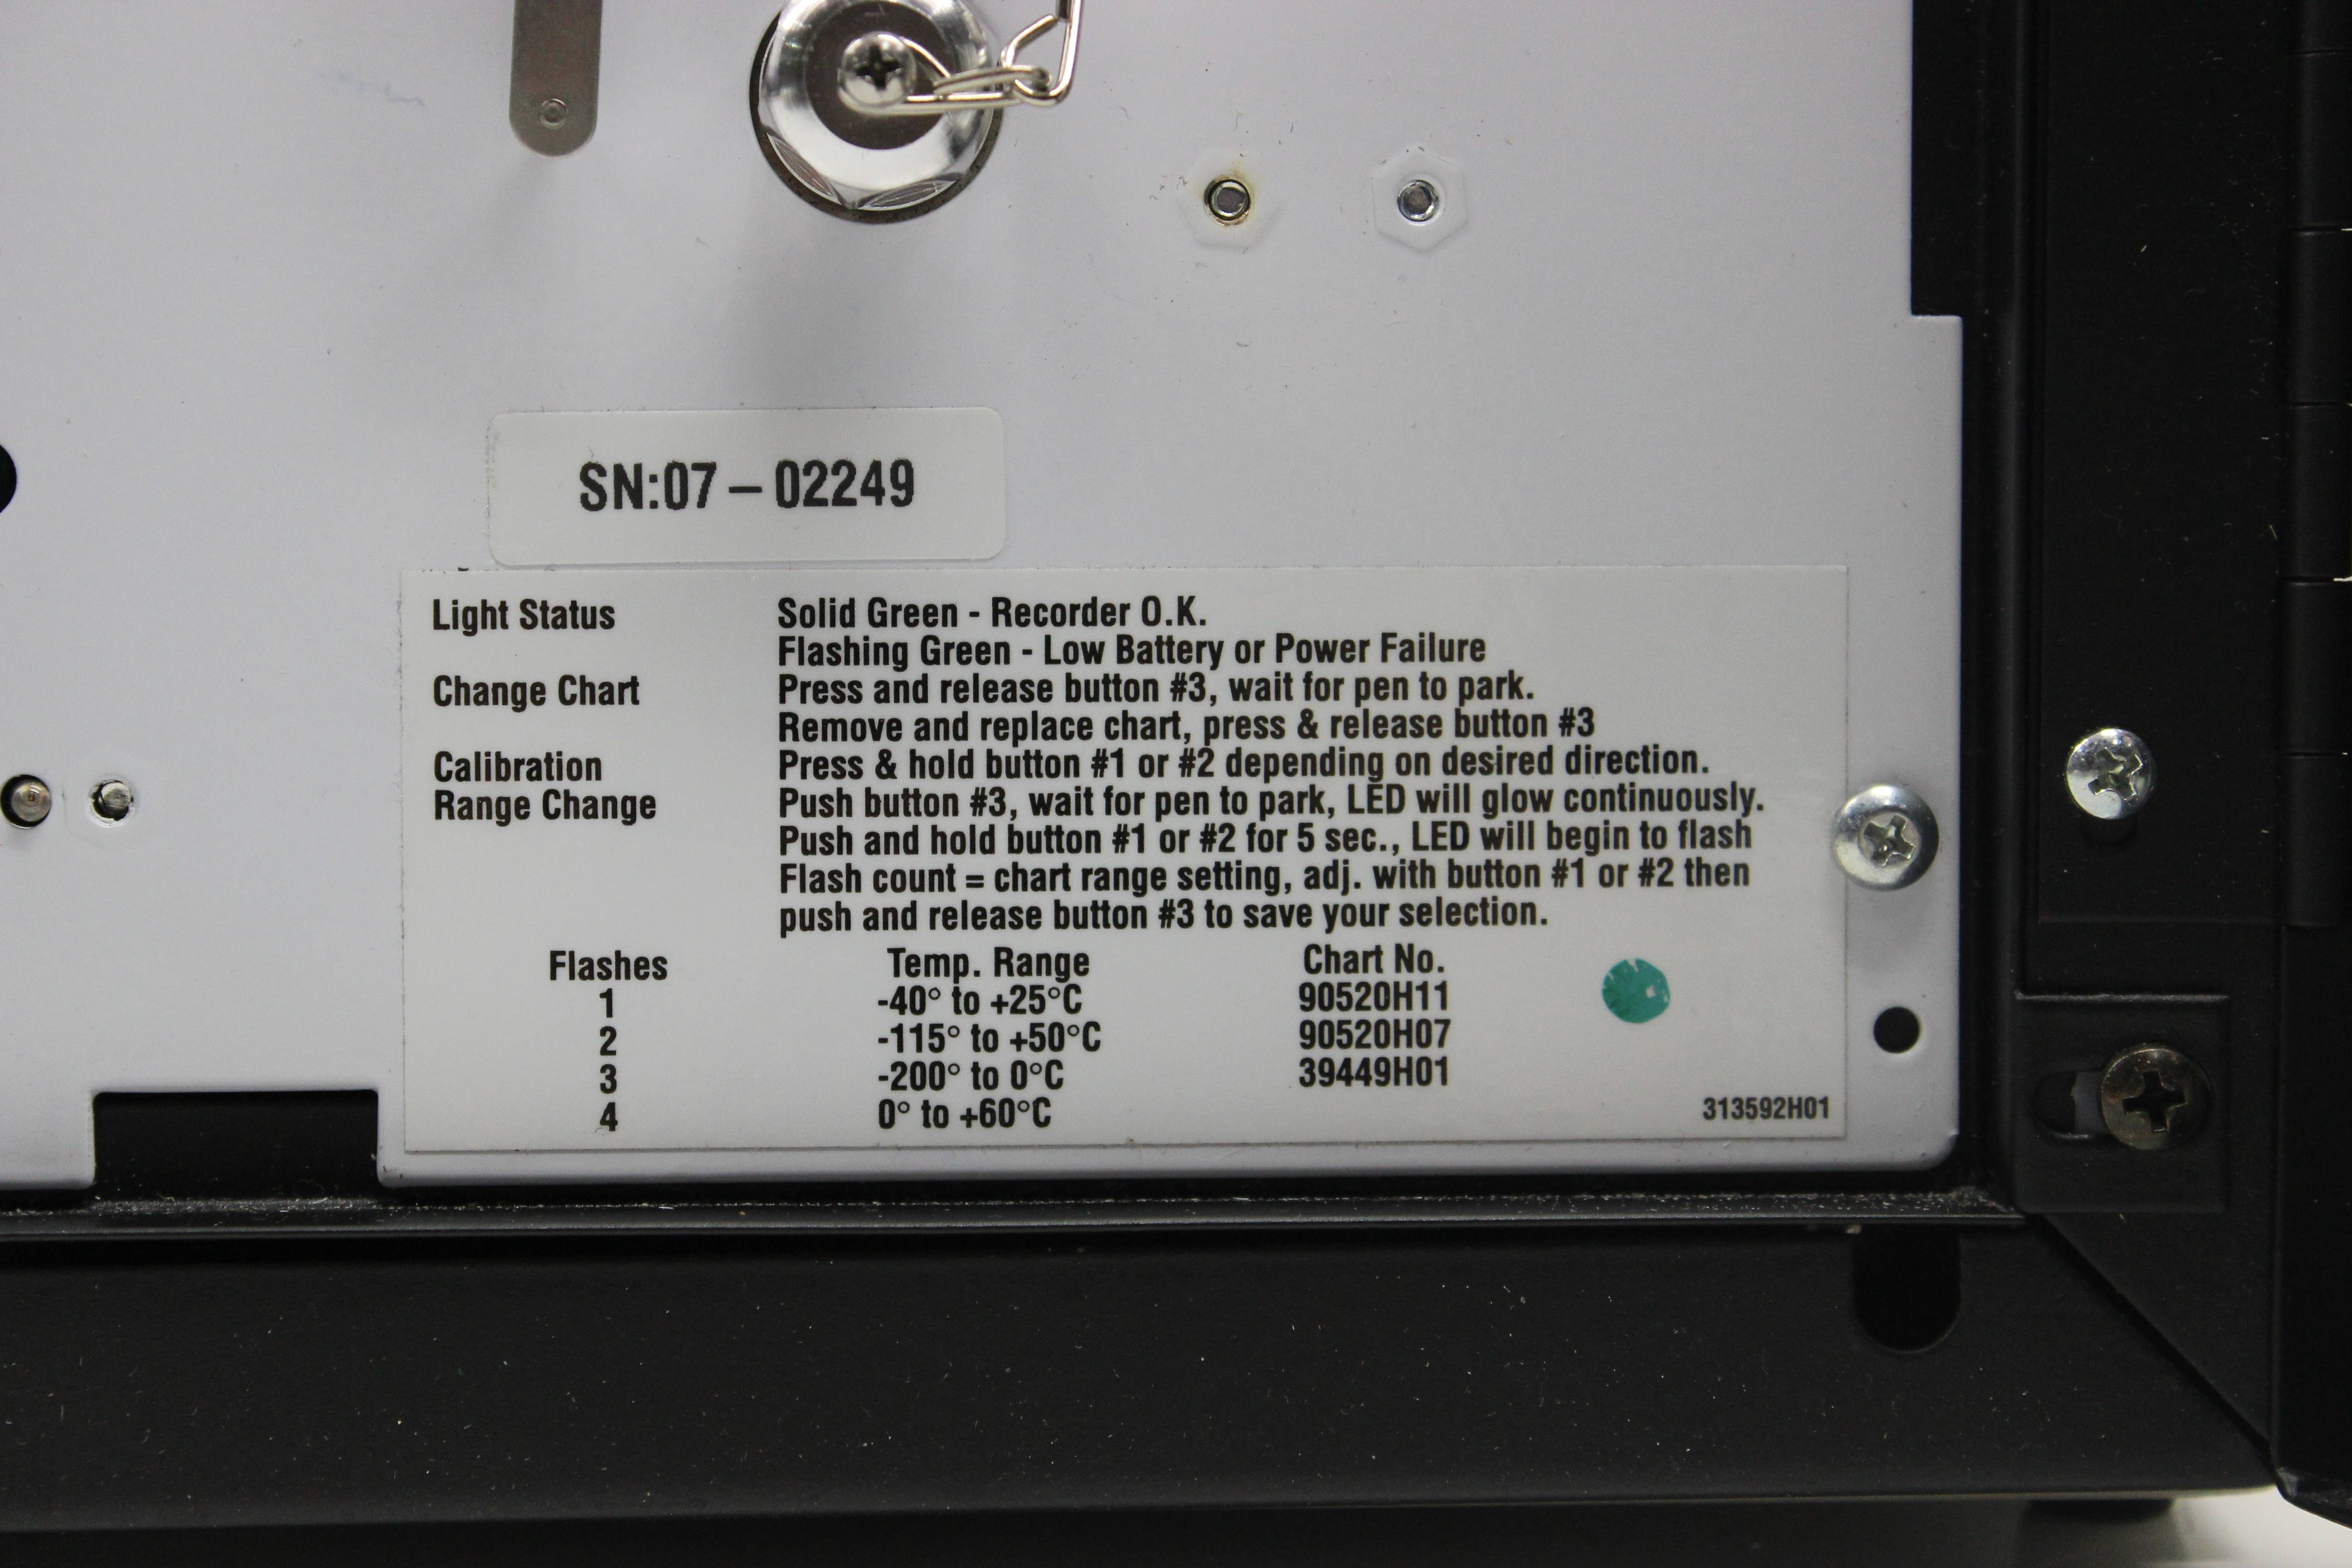 SN:07 – 02249
Light Status Solid Green - Recorder O.K.
Flashing Green - Low Battery or Power Failure
Change Chart Press and release button #3, wait for pen to park.
Remove and replace chart, press & release button #3
Calibration Press & hold button #1 or #2 depending on desired direction.
Range Change Push button #3, wait for pen to park, LED will glow continuously.
Push and hold button #1 or #2 for 5 sec., LED will begin to flash
Flash count = chart range setting, adj. with button #1 or #2 then
push and release button #3 to save your selection.
Flashes Temp. Range Chart No.
1 -40° to +25°C 90520H11
2 -115° to +50°C 90520H07
3 -200° to 0°C 39449H01
4 0° to +60°C
313592H01